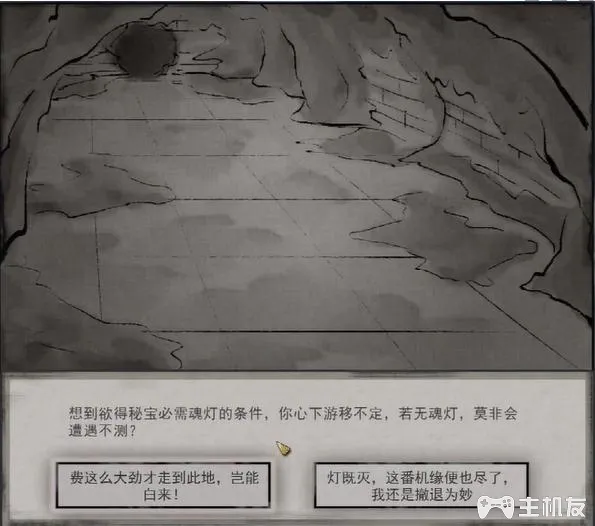 想到欲得秘宝必需魂灯的条件，你心下游移不定，若无魂灯，莫非会
遭遇不测？
费这么大劲才走到此地，岂能
白来！
灯既灭，这番机缘便也尽了，
我还是撤退为妙
主机友